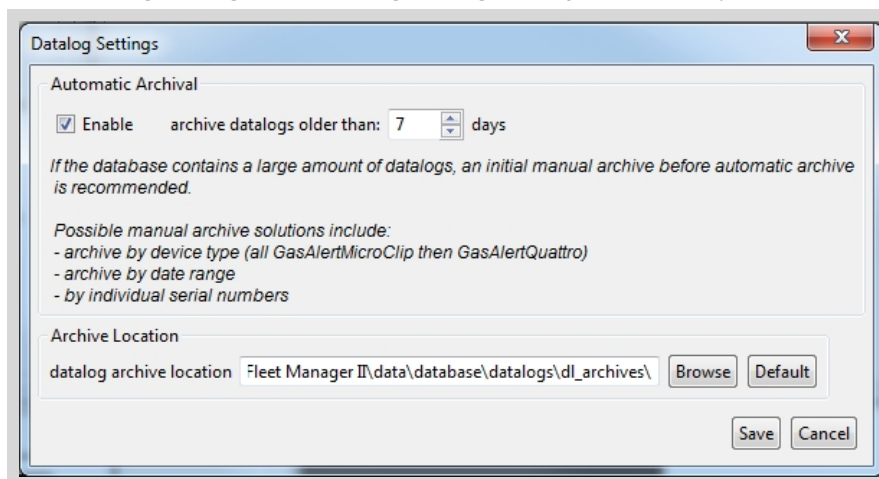 Datalog Settings
Automatic Archival
Enable archive datalogs older than: 7 days
If the database contains a large amount of datalogs, an initial manual archive before automatic archive
is recommended.
Possible manual archive solutions include:
- archive by device type (all GasAlertMicroClip then GasAlertQuattro)
- archive by date range
- by individual serial numbers
Archive Location
datalog archive location Fleet Manager II\data\database\datalogs\dl_archives\ Browse Default
Save Cancel